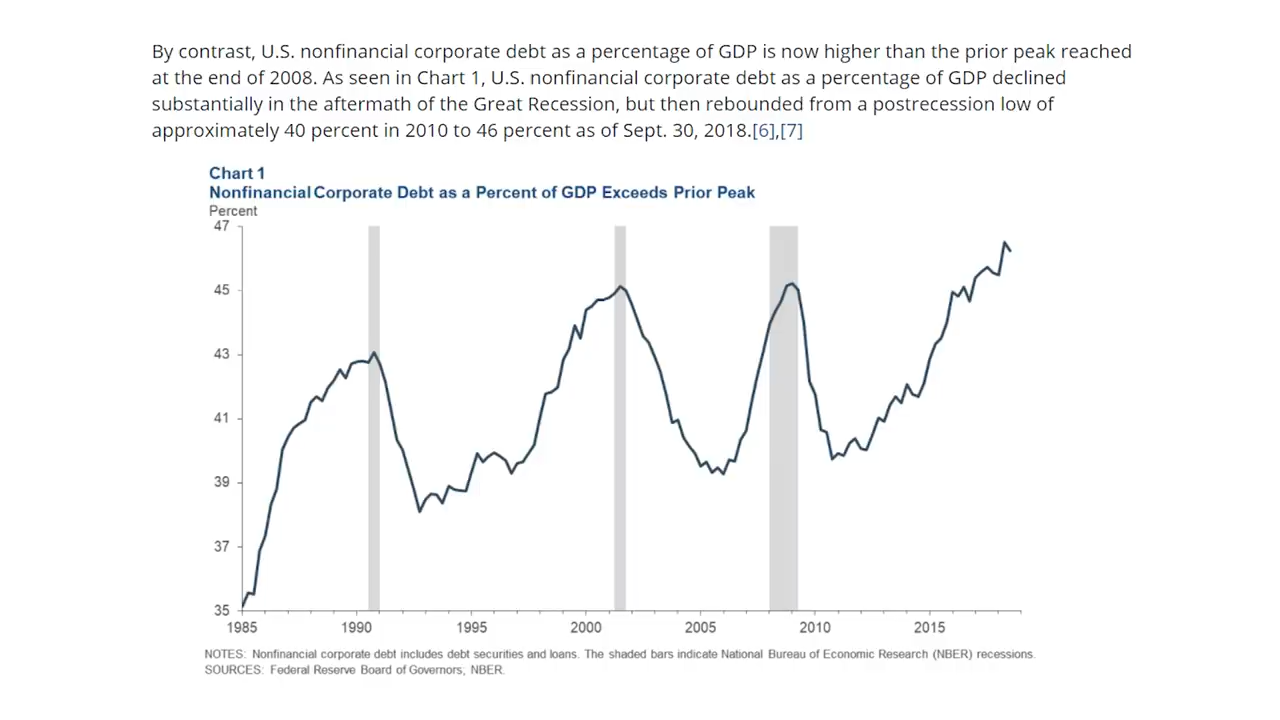 By contrast, U.S. nonfinancial corporate debt as a percentage of GDP is now higher than the prior peak reached
at the end of 2008. As seen in Chart 1, U.S. nonfinancial corporate debt as a percentage of GDP declined
substantially in the aftermath of the Great Recession, but then rebounded from a postrecession low of
approximately 40 percent in 2010 to 46 percent as of Sept. 30, 2018.[6],[7]
Chart 1
Nonfinancial Corporate Debt as a Percent of GDP Exceeds Prior Peak
Percent
47
45
43
41
39
37
35
1985 1990 1995 2000 2005 2010 2015
NOTES: Nonfinancial corporate debt includes debt securities and loans. The shaded bars indicate National Bureau of Economic Research (NBER) recessions.
SOURCES: Federal Reserve Board of Governors; NBER.